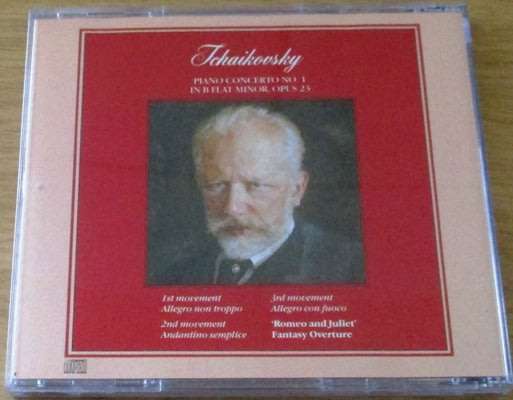 Tchaikovsky
PIANO CONCERTO NO. 1
IN B FLAT MINOR, OPUS 23
1st movement
Allegro non troppo
2nd movement
Andantino semplice
3rd movement
Allegro con fuoco
'Romeo and Juliet'
Fantasy Overture